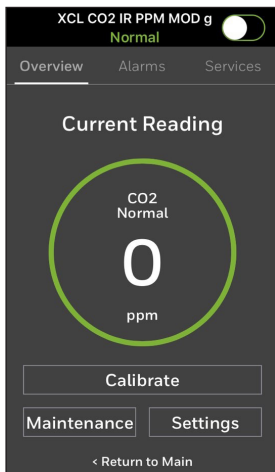 XCL CO2 IR PPM MOD g
Normal
Overview Alarms Services
Current Reading
CO2
Normal
0
ppm
Calibrate
Maintenance Settings
< Return to Main